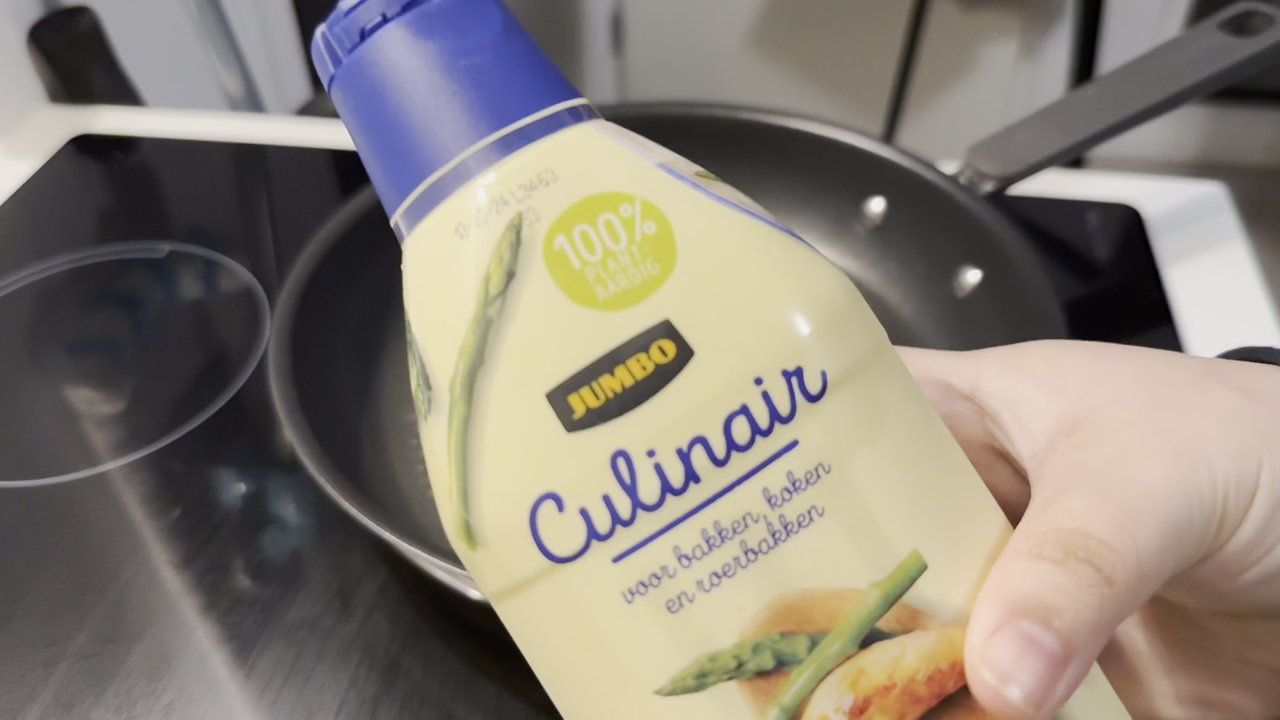 100%
PLANT
AARDIG
JUMBO
Culinair
voor bakken, koken
en roerbakken